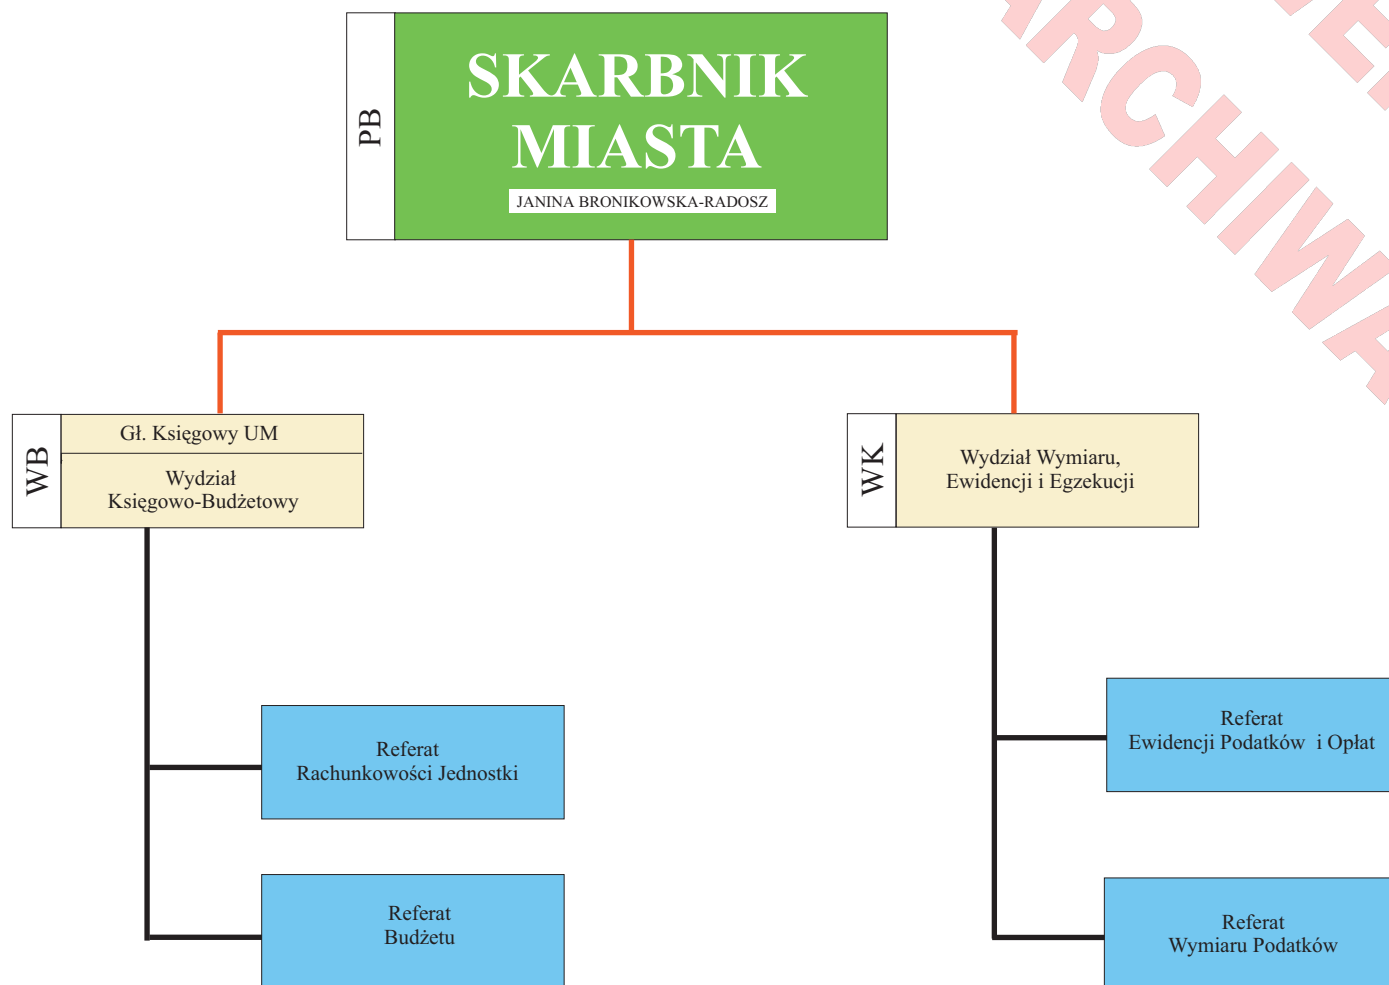 PB
SKARBNIK
MIASTA
JANINA BRONIKOWSKA-RADOSZ
ARCHIWA
WB
Gł. Księgowy UM
Wydział
Księgowo-Budżetowy
WK
Wydział Wymiaru,
Ewidencji i Egzekucji
Referat
Rachunkowości Jednostki
Referat
Ewidencji Podatków i Opłat
Referat
Budżetu
Referat
Wymiaru Podatków